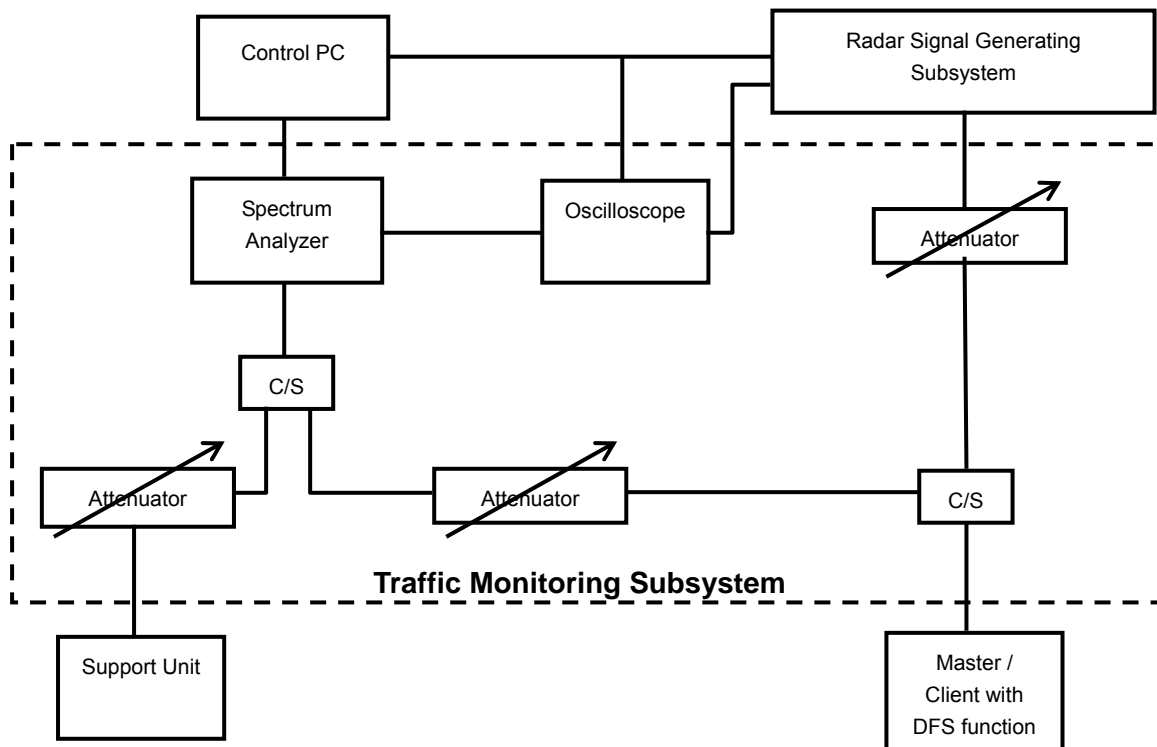 Control PC
Radar Signal Generating
Subsystem
Spectrum
Analyzer
Oscilloscope
Attenuator
C/S
Attenuator
Attenuator
C/S
Traffic Monitoring Subsystem
Support Unit
Master /
Client with
DFS function